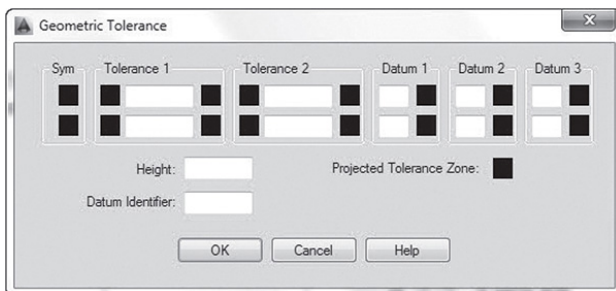 Geometric Tolerance
Sym Tolerance 1 Tolerance 2 Datum 1 Datum 2 Datum 3
Height: Projected Tolerance Zone:
Datum Identifier:
OK Cancel Help